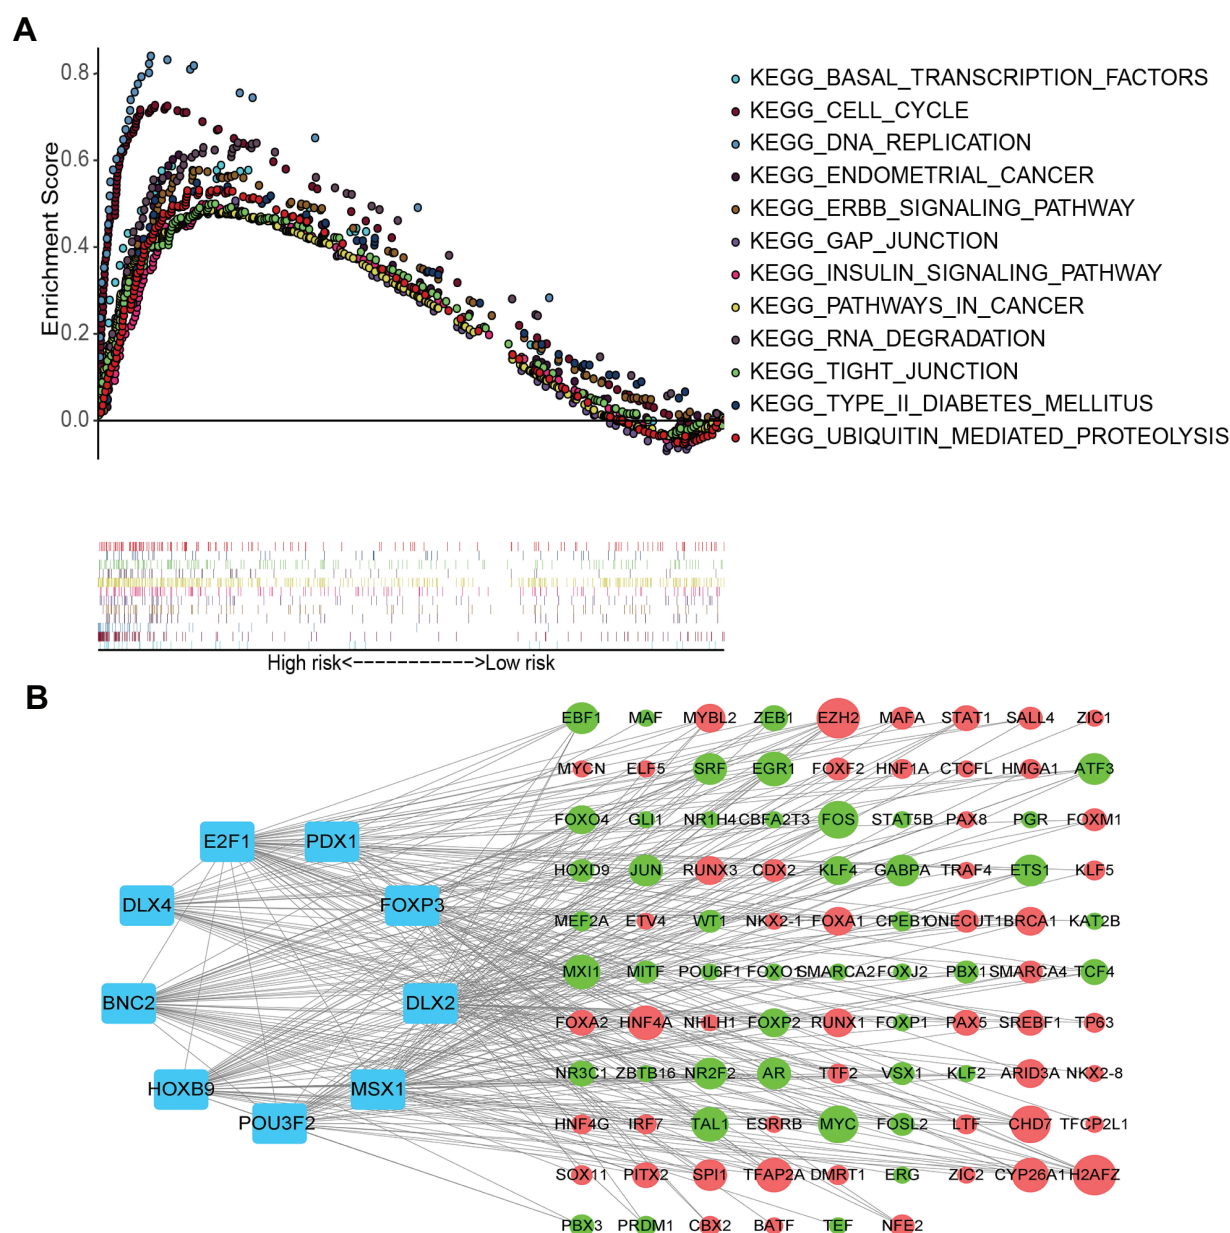 A
0.8
0.6
0.4
0.2
0.0
Enrichment Score
KEGG_BASAL_TRANSCRIPTION_FACTORS
KEGG_CELL_CYCLE
KEGG_DNA_REPLICATION
KEGG_ENDOMETRIAL_CANCER
KEGG_ERBB_SIGNALING_PATHWAY
KEGG_GAP_JUNCTION
KEGG_INSULIN_SIGNALING_PATHWAY
KEGG_PATHWAYS_IN_CANCER
KEGG_RNA_DEGRADATION
KEGG_TIGHT_JUNCTION
KEGG_TYPE_II_DIABETES_MELLITUS
KEGG_UBIQUITIN_MEDIATED_PROTEOLYSIS
High risk<----------->Low risk
B
E2F1 PDX1
DLX4 FOXP3
BNC2 DLX2
HOXB9 MSX1
POU3F2
EBF1 MAF MYBL2 ZEB1 EZH2 MAFA STAT1 SALL4 ZIC1
MYCN ELF5 SRF EGR1 FOXF2 HNF1A CTCFL HMGA1 ATF3
FOXO4 GLI1 NR1H4 CBFA2T3 FOS STAT5B PAX8 PGR FOXM1
HOXD9 JUN RUNX3 CDX2 KLF4 GABPA TRAF4 ETS1 KLF5
MEF2A ETV4 WT1 NKX2-1 FOXA1 CPEB1 ONECUT1 BRCA1 KAT2B
MXI1 MITF POU6F1 FOXO1 SMARCA2 FOXJ2 PBX1 SMARCA4 TCF4
FOXA2 HNF4A NHLH1 FOXP2 RUNX1 FOXP1 PAX5 SREBF1 TP63
NR3C1 ZBTB16 NR2F2 AR TTF2 VSX1 KLF2 ARID3A NKX2-8
HNF4G IRF7 TAL1 ESRRB MYC FOSL2 LTF CHD7 TFCP2L1
SOX11 PITX2 SPI1 TFAP2A DMRT1 ERG ZIC2 CYP26A1 H2AFZ
PBX3 PRDM1 CBX2 BATF TEF NFE2